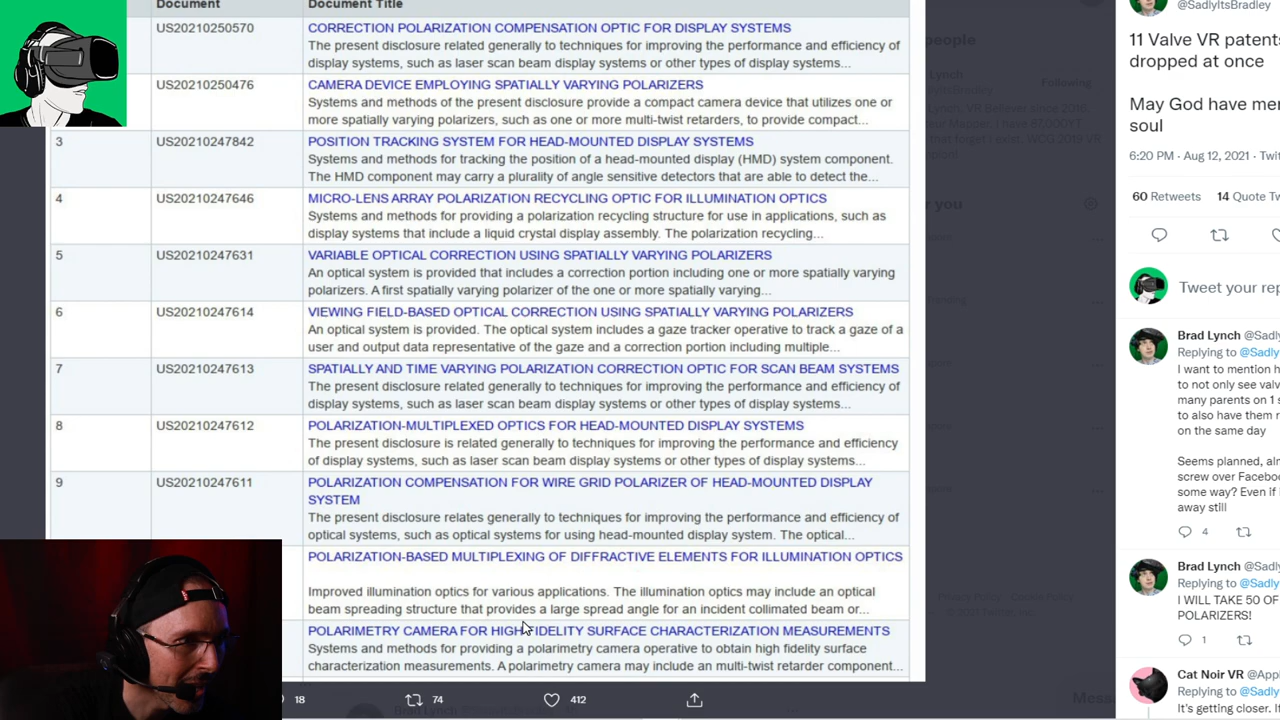 Document
Document Title
US20210250570
CORRECTION POLARIZATION COMPENSATION OPTIC FOR DISPLAY SYSTEMS
The present disclosure related generally to techniques for improving the performance and efficiency of
display systems, such as laser scan beam display systems or other types of display systems...
US20210250476
CAMERA DEVICE EMPLOYING SPATIALLY VARYING POLARIZERS
Systems and methods of the present disclosure provide a compact camera device that utilizes one or
more spatially varying polarizers, such as one or more multi-twist retarders, to provide compact...
3
US20210247842
POSITION TRACKING SYSTEM FOR HEAD-MOUNTED DISPLAY SYSTEMS
Systems and methods for tracking the position of a head-mounted display (HMD) system component.
The HMD component may carry a plurality of angle sensitive detectors that are able to detect the...
4
US20210247646
MICRO-LENS ARRAY POLARIZATION RECYCLING OPTIC FOR ILLUMINATION OPTICS
Systems and methods for providing a polarization recycling structure for use in applications, such as
display systems that include a liquid crystal display assembly. The polarization recycling...
5
US20210247631
VARIABLE OPTICAL CORRECTION USING SPATIALLY VARYING POLARIZERS
An optical system is provided that includes a correction portion including one or more spatially varying
polarizers. A first spatially varying polarizer of the one or more spatially varying...
6
US20210247614
VIEWING FIELD-BASED OPTICAL CORRECTION USING SPATIALLY VARYING POLARIZERS
An optical system is provided. The optical system includes a gaze tracker operative to track a gaze of a
user and output data representative of the gaze and a correction portion including multiple...
7
US20210247613
SPATIALLY AND TIME VARYING POLARIZATION CORRECTION OPTIC FOR SCAN BEAM SYSTEMS
The present disclosure related generally to techniques for improving the performance and efficiency of
display systems, such as laser scan beam display systems or other types of display systems...
8
US20210247612
POLARIZATION-MULTIPLEXED OPTICS FOR HEAD-MOUNTED DISPLAY SYSTEMS
The present disclosure is related generally to techniques for improving the performance and efficiency
of display systems, such as laser scan beam display systems or other types of display systems...
9
US20210247611
POLARIZATION COMPENSATION FOR WIRE GRID POLARIZER OF HEAD-MOUNTED DISPLAY
SYSTEM
The present disclosure relates generally to techniques for improving the performance and efficiency of
optical systems, such as optical systems for using head-mounted display system. The optical...
POLARIZATION-BASED MULTIPLEXING OF DIFFRACTIVE ELEMENTS FOR ILLUMINATION OPTICS
Improved illumination optics for various applications. The illumination optics may include an optical
beam spreading structure that provides a large spread angle for an incident collimated beam or...
POLARIMETRY CAMERA FOR HIGH FIDELITY SURFACE CHARACTERIZATION MEASUREMENTS
Systems and methods for providing a polarimetry camera operative to obtain high fidelity surface
characterization measurements. A polarimetry camera may include an multi-twist retarder component...
18
74
412
people
Lynch
Following
@SadlyItsBradley
11 Valve VR patents
dropped at once
May God have me
soul
6:20 PM · Aug 12, 2021 · Twit
60 Retweets 14 Quote Tw
Tweet your rep
Brad Lynch @Sadly
Replying to @Sadly
I want to mention h
to not only see valv
many parents on 1 s
to also have them r
on the same day
Seems planned, alm
screw over Facebo
some way? Even if
away still
4
Brad Lynch @Sadly
Replying to @Sadly
I WILL TAKE 50 OF
POLARIZERS!
1
Cat Noir VR @Appl
Replying to @Sadly
It's getting closer. It